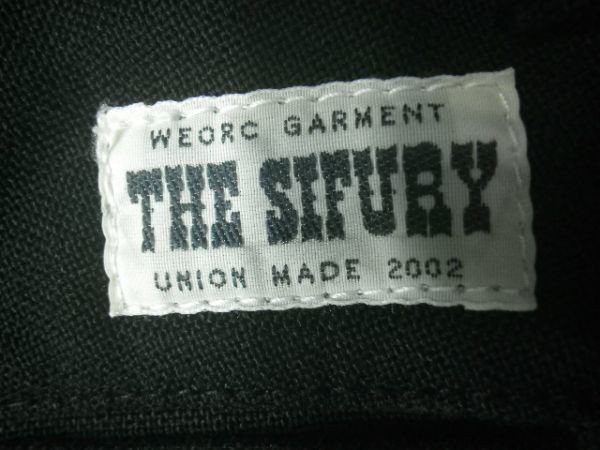 WEORC GARMENT
THE SIFURY
UNION MADE 2002